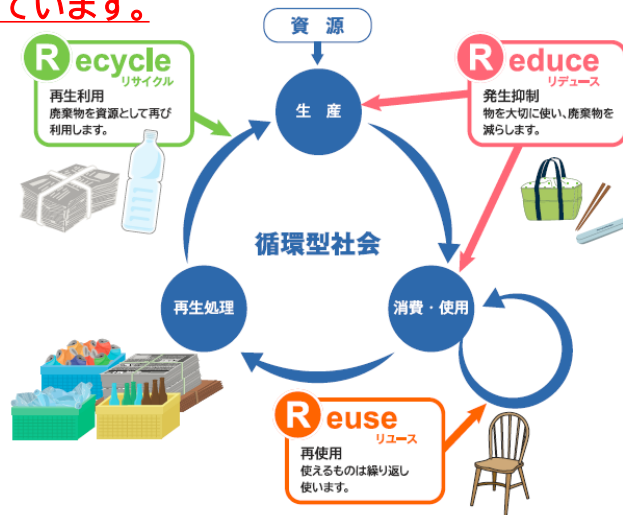 ています。
資 源
Recycle
リサイクル
再生利用
廃棄物を資源として再び
利用します。
Reduce
リデュース
発生抑制
物を大切に使い、廃棄物を
減らします。
生 産
循環型社会
再生処理
消費・使用
Reuse
リユース
再使用
使えるものは繰り返し
使います。